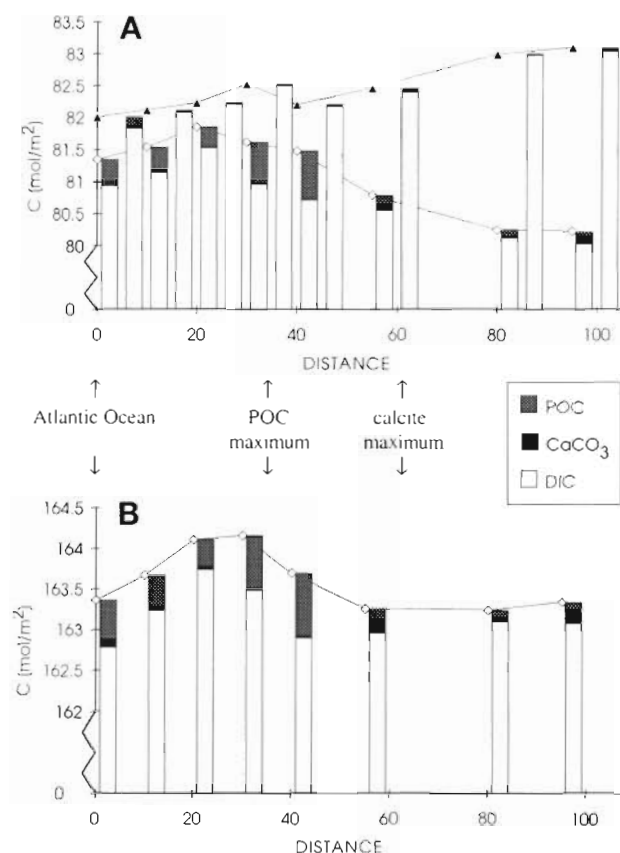 A
83.5
83
82.5
82
81.5
81
80.5
80
0
C (mol/m²)
0 20 40 60 80 100
DISTANCE
Atlantic Ocean
POC
maximum
calcite
maximum
POC
CaCO₃
DIC
B
164.5
164
163.5
163
162.5
162
0
C (mol/m²)
0 20 40 60 80 100
DISTANCE